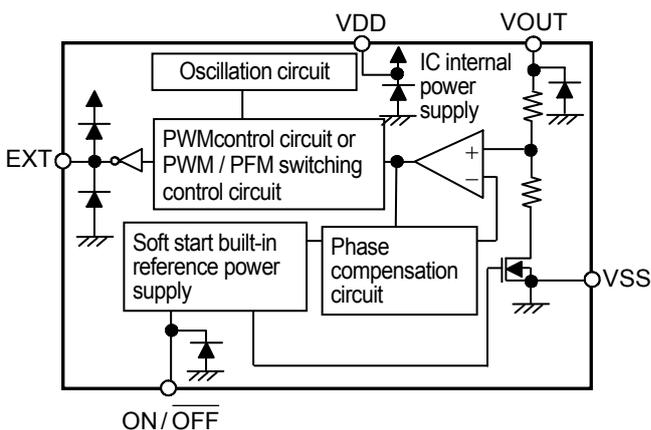 VDD
VOUT
Oscillation circuit
IC internal
power
supply
EXT
PWMcontrol circuit or
PWM / PFM switching
control circuit
+
−
Soft start built-in
reference power
supply
Phase
compensation
circuit
VSS
ON / O̅F̅F̅